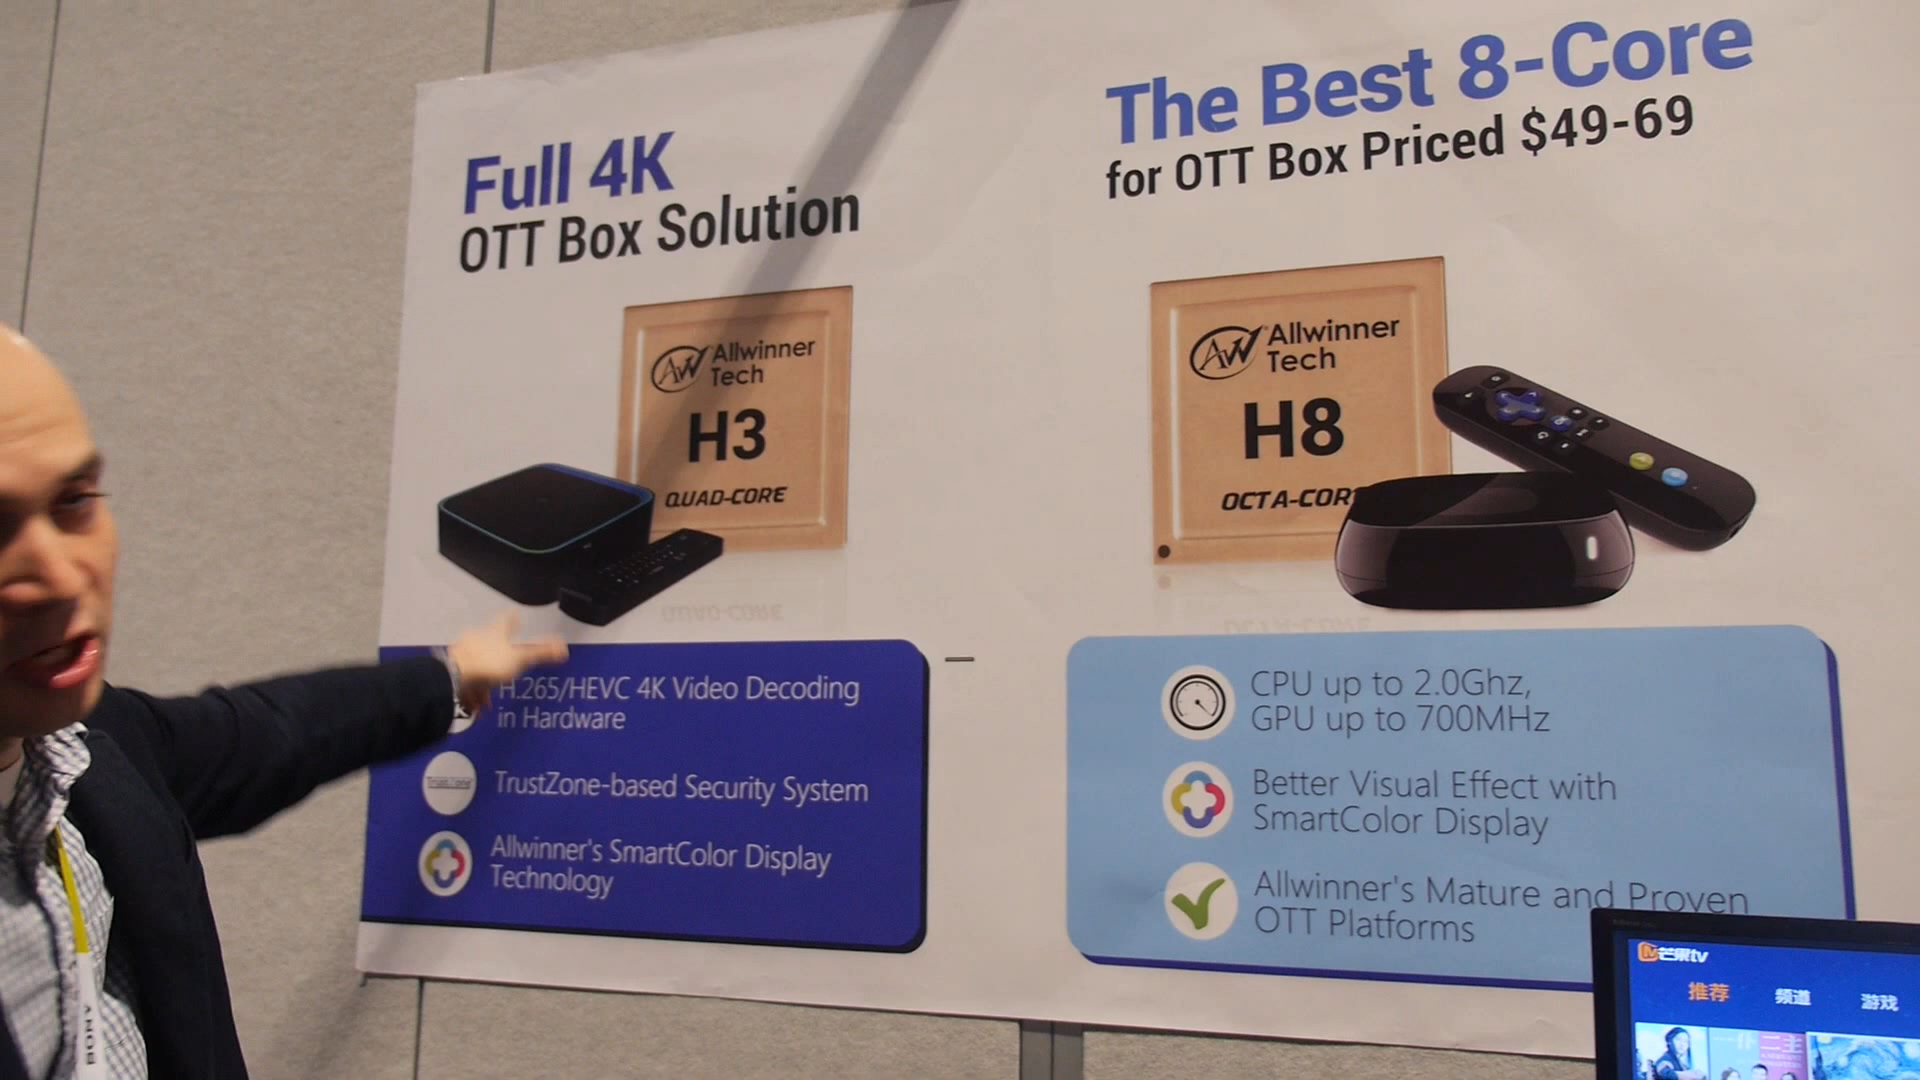 Full 4K
OTT Box Solution
Allwinner
Tech
H3
QUAD-CORE
H.265/HEVC 4K Video Decoding
in Hardware
TrustZone
TrustZone-based Security System
Allwinner's SmartColor Display
Technology
The Best 8-Core
for OTT Box Priced $49-69
Allwinner
Tech
H8
OCTA-COR
CPU up to 2.0Ghz,
GPU up to 700MHz
Better Visual Effect with
SmartColor Display
Allwinner's Mature and Proven
OTT Platforms
芒果tv
推荐 频道 游戏
SONY